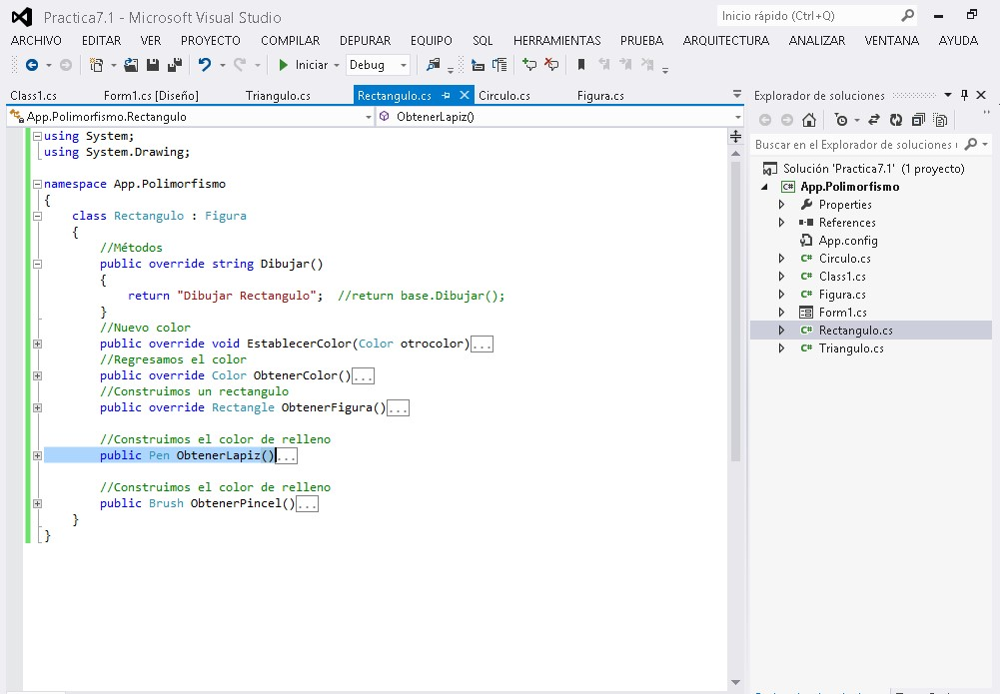 Practica7.1 - Microsoft Visual Studio
Inicio rápido (Ctrl+Q)
ARCHIVO EDITAR VER PROYECTO COMPILAR DEPURAR EQUIPO SQL HERRAMIENTAS PRUEBA ARQUITECTURA ANALIZAR VENTANA AYUDA
Iniciar Debug
Class1.cs Form1.cs [Diseño] Triangulo.cs Rectangulo.cs Circulo.cs Figura.cs
App.Polimorfismo.Rectangulo ObtenerLapiz()
using System;
using System.Drawing;
namespace App.Polimorfismo
{
class Rectangulo : Figura
{
//Métodos
public override string Dibujar()
{
return "Dibujar Rectangulo"; //return base.Dibujar();
}
//Nuevo color
public override void EstablecerColor(Color otrocolor)...
//Regresamos el color
public override Color ObtenerColor()...
//Construimos un rectangulo
public override Rectangle ObtenerFigura()...
//Construimos el color de relleno
public Pen ObtenerLapiz()...
//Construimos el color de relleno
public Brush ObtenerPincel()...
}
}
Explorador de soluciones
Buscar en el Explorador de soluciones (
Solución 'Practica7.1' (1 proyecto)
C# App.Polimorfismo
Properties
References
App.config
C# Circulo.cs
C# Class1.cs
C# Figura.cs
Form1.cs
C# Rectangulo.cs
C# Triangulo.cs